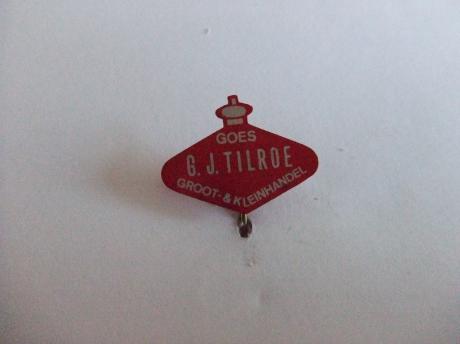 GOES
G. J. TILROE
GROOT- & KLEINHANDEL